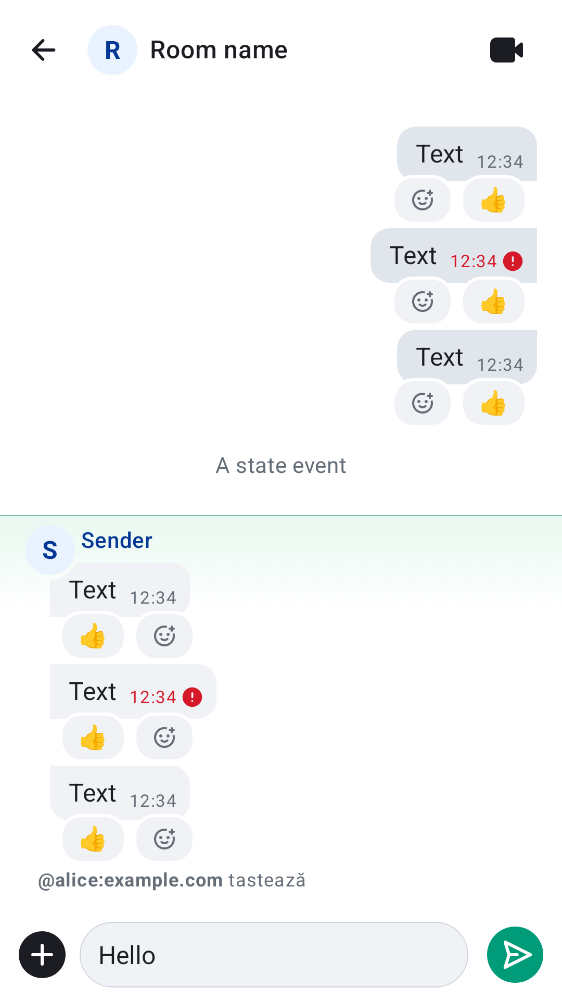 R Room name
Text 12:34
👍
Text 12:34
👍
Text 12:34
👍
A state event
S Sender
Text 12:34
👍
Text 12:34
👍
Text 12:34
👍
@alice:example.com tastează
Hello